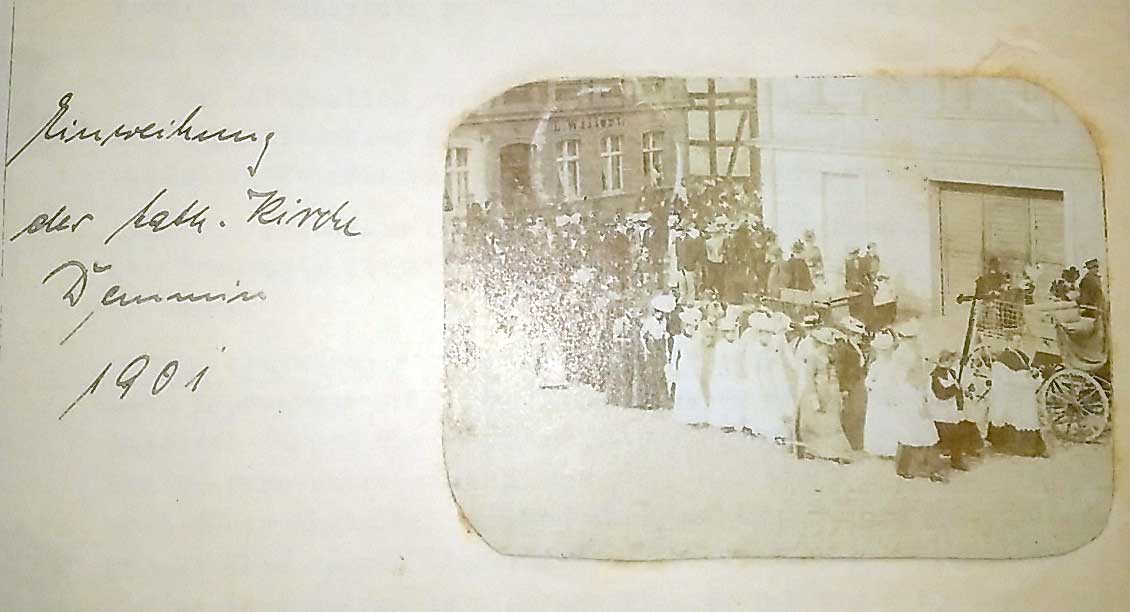 Einweihung
der kath. Kirche
Demmin
1901